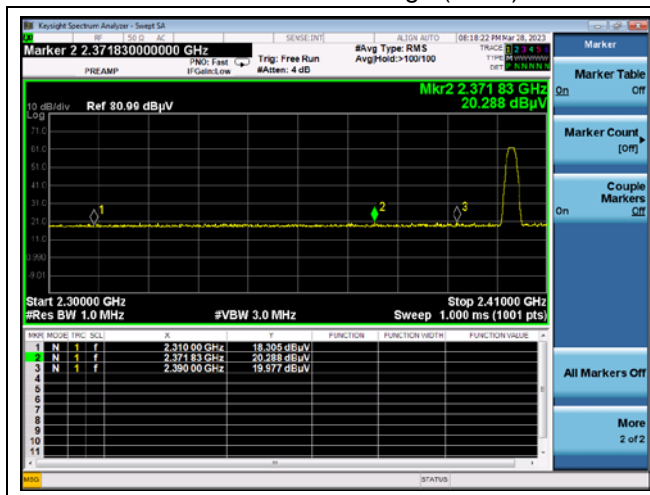 Keysight Spectrum Analyzer - Swept SA
RF 50 Ω AC SENSE:INT ALIGN AUTO 08:18:22 PM Mar 28, 2023
Marker 2 2.371830000000 GHz
PNO: Fast Trig: Free Run #Avg Type: RMS TRACE 1 2 3 4 5 6
PREAMP IFGain:Low #Atten: 4 dB Avg|Hold:>100/100 TYPE M WWWWW
DET P N N N N N
Mkr2 2.371 83 GHz
20.288 dBµV
10 dB/div Ref 80.99 dBµV
Log
71.0
61.0
51.0
41.0
31.0
21.0
11.0
0.990
-9.01
1
2
3
Start 2.30000 GHz Stop 2.41000 GHz
#Res BW 1.0 MHz #VBW 3.0 MHz Sweep 1.000 ms (1001 pts)
MKR MODE TRC SCL X Y FUNCTION FUNCTION WIDTH FUNCTION VALUE
1 N 1 f 2.310 00 GHz 18.305 dBµV
2 N 1 f 2.371 83 GHz 20.288 dBµV
3 N 1 f 2.390 00 GHz 19.977 dBµV
4
5
6
7
8
9
10
11
MSG STATUS
Marker
Marker Table
On Off
Marker Count
[Off]
Couple
Markers
On Off
All Markers Off
More
2 of 2